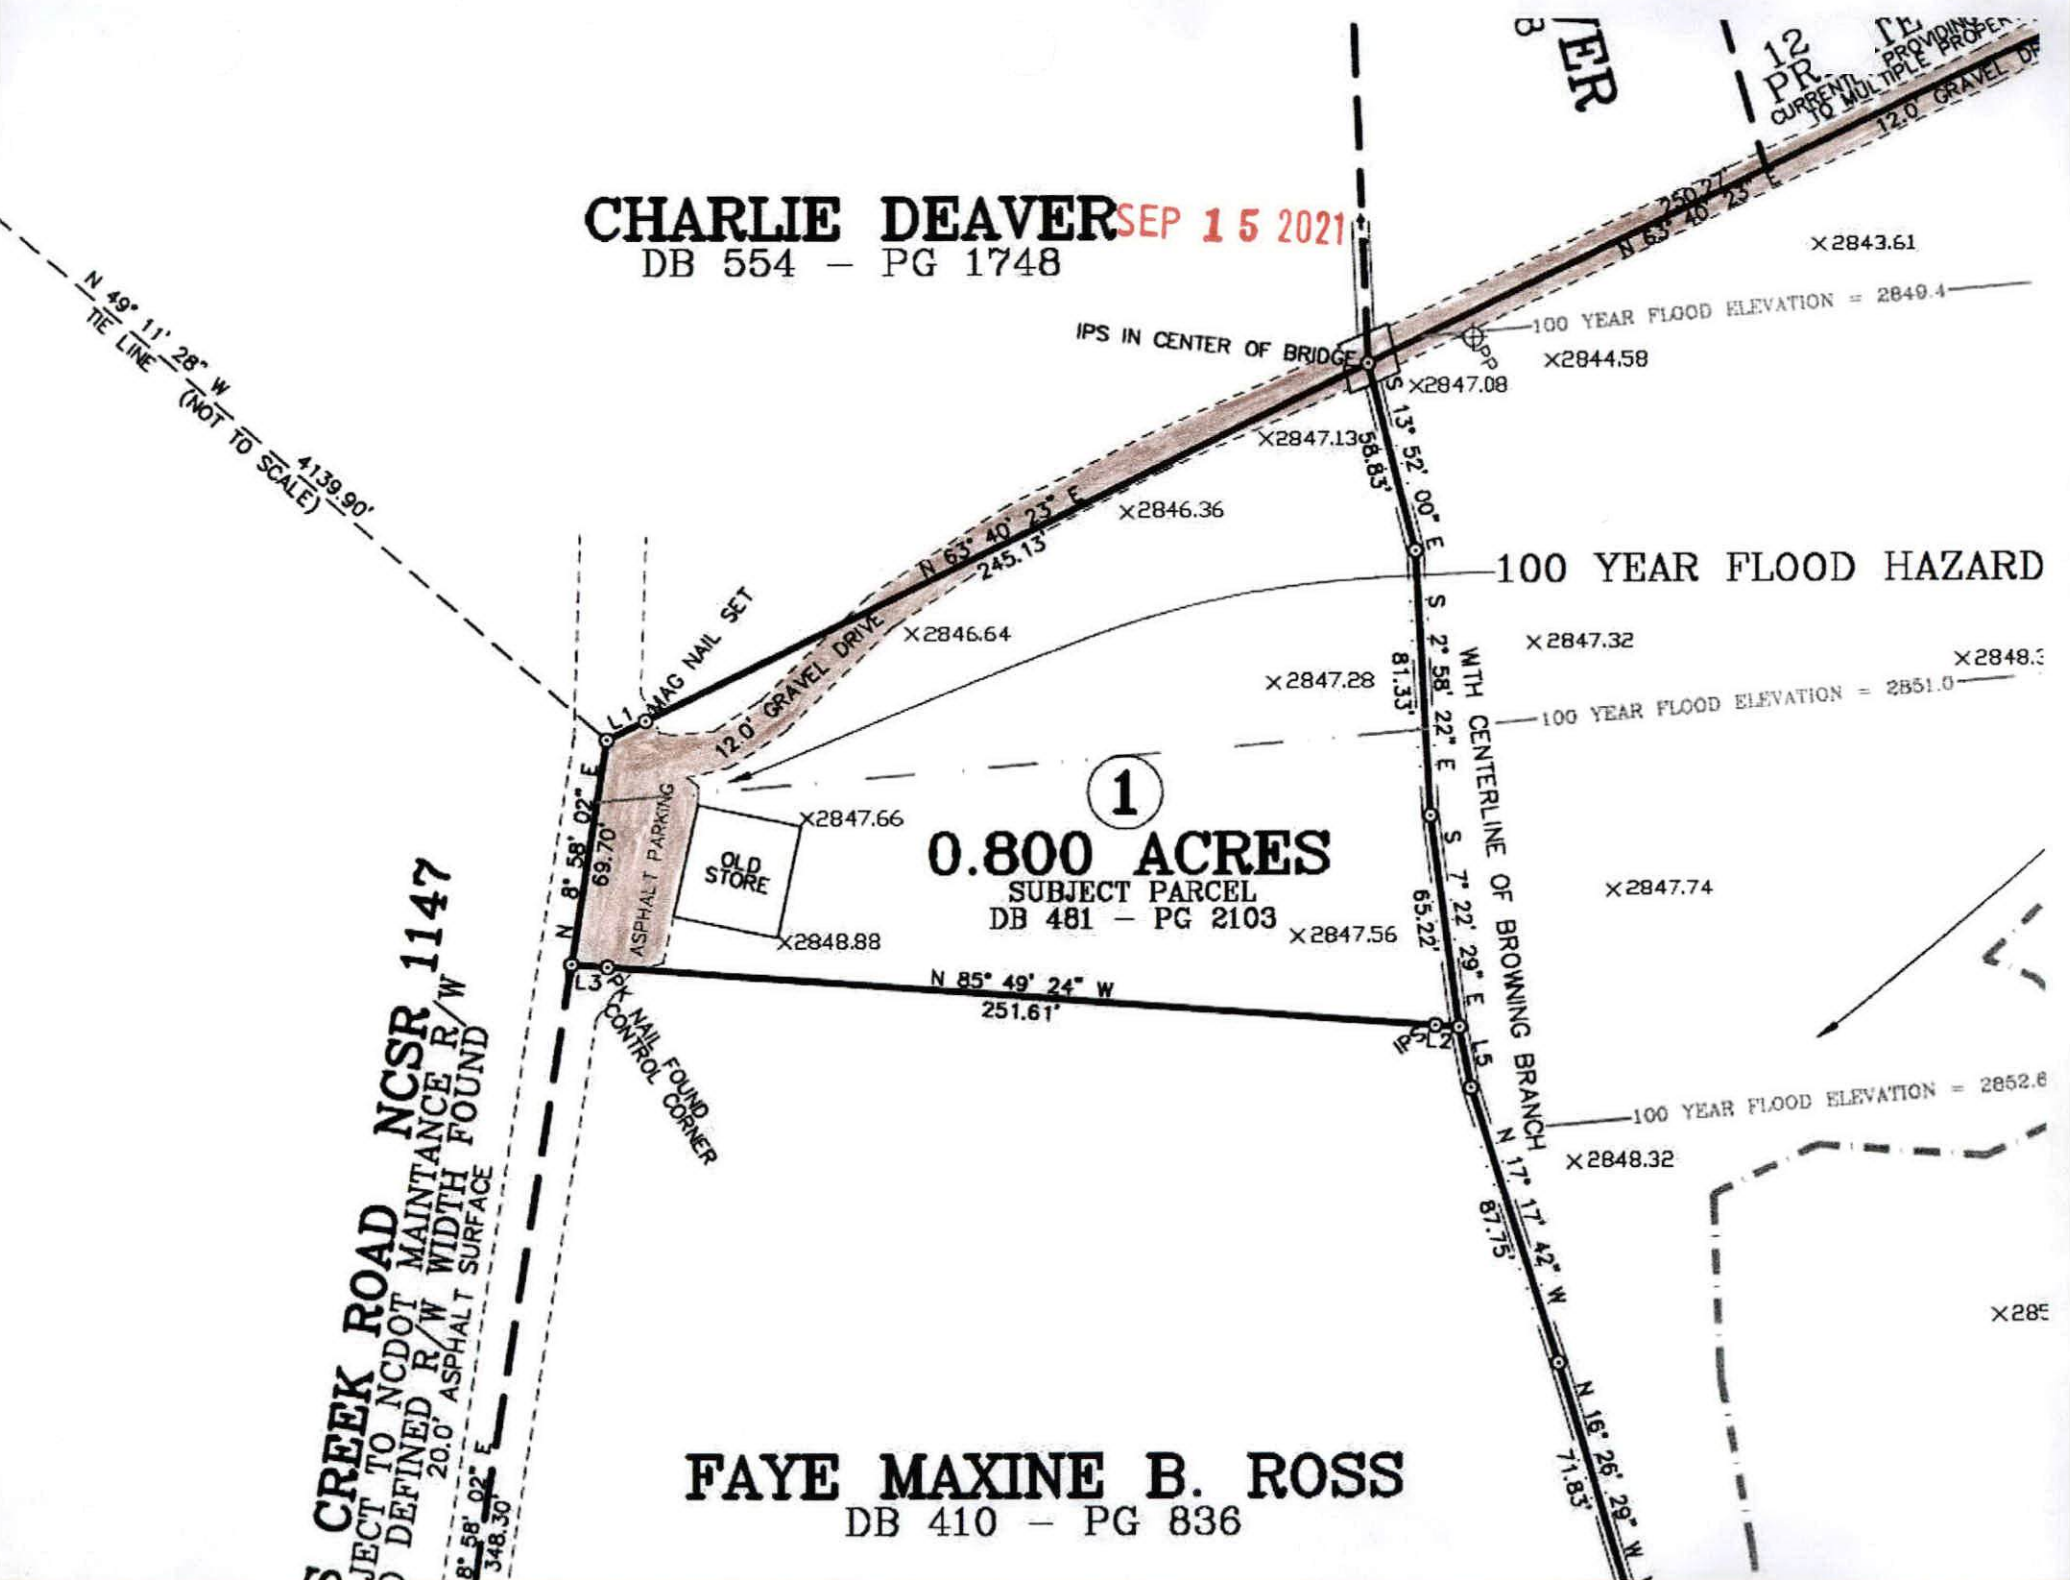 CHARLIE DEAVER
DB 554 - PG 1748
SEP 15 2021
VER
12
CURRENTL PROVIDING
TO MULTIPLE PROPER
12.0' GRAVEL DR
250.27'
N 63° 40' 23" E
×2843.61
100 YEAR FLOOD ELEVATION = 2849.4
PP
×2844.58
×2847.08
IPS IN CENTER OF BRIDGE
N 49° 11' 28" W 4139.90'
TIE LINE (NOT TO SCALE)
×2847.13
S 13° 52' 00" E
58.83'
×2846.36
N 63° 40' 23" E
245.13'
100 YEAR FLOOD HAZARD
MAG NAIL SET
L1
12.0' GRAVEL DRIVE
×2846.64
×2847.28
S 2° 58' 22" E
81.33'
WTH CENTERLINE OF BROWNING BRANCH
×2847.32
×2848.3
100 YEAR FLOOD ELEVATION = 2851.0
N 8° 58' 02" E
69.70'
ASPHALT PARKING
OLD
STORE
×2847.66
×2848.88
1
0.800 ACRES
SUBJECT PARCEL
DB 481 - PG 2103
×2847.56
S 7° 22' 29" E
65.22'
×2847.74
L3
PK NAIL FOUND
CONTROL CORNER
N 85° 49' 24" W
251.61'
IPS
L2
L5
100 YEAR FLOOD ELEVATION = 2852.6
×2848.32
N 17° 17' 42" W
87.75'
×285
N 16° 26' 29" W
71.83'
S CREEK ROAD NCSR 1147
JECT TO NCDOT MAINTANCE R/W
O DEFINED R/W WIDTH FOUND
20.0' ASPHALT SURFACE
8° 58' 02" E
348.30'
FAYE MAXINE B. ROSS
DB 410 - PG 836